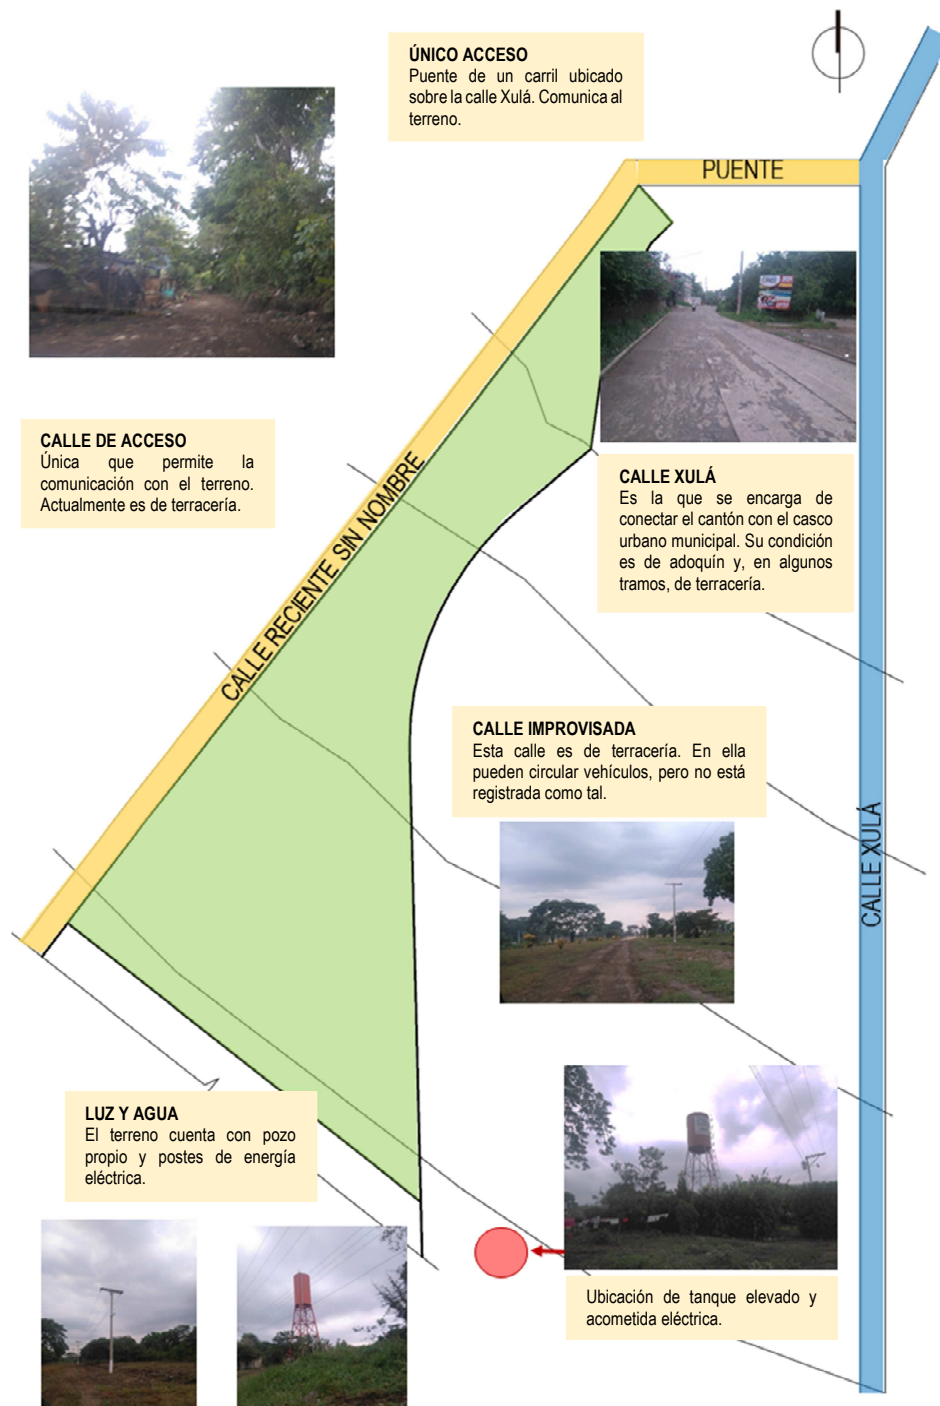 ÚNICO ACCESO
Puente de un carril ubicado
sobre la calle Xulá. Comunica al
terreno.
PUENTE
CALLE DE ACCESO
Única que permite la
comunicación con el terreno.
Actualmente es de terracería.
CALLE RECIENTE SIN NOMBRE
CALLE XULÁ
Es la que se encarga de
conectar el cantón con el casco
urbano municipal. Su condición
es de adoquín y, en algunos
tramos, de terracería.
CALLE IMPROVISADA
Esta calle es de terracería. En ella
pueden circular vehículos, pero no está
registrada como tal.
CALLE XULÁ
LUZ Y AGUA
El terreno cuenta con pozo
propio y postes de energía
eléctrica.
Ubicación de tanque elevado y
acometida eléctrica.